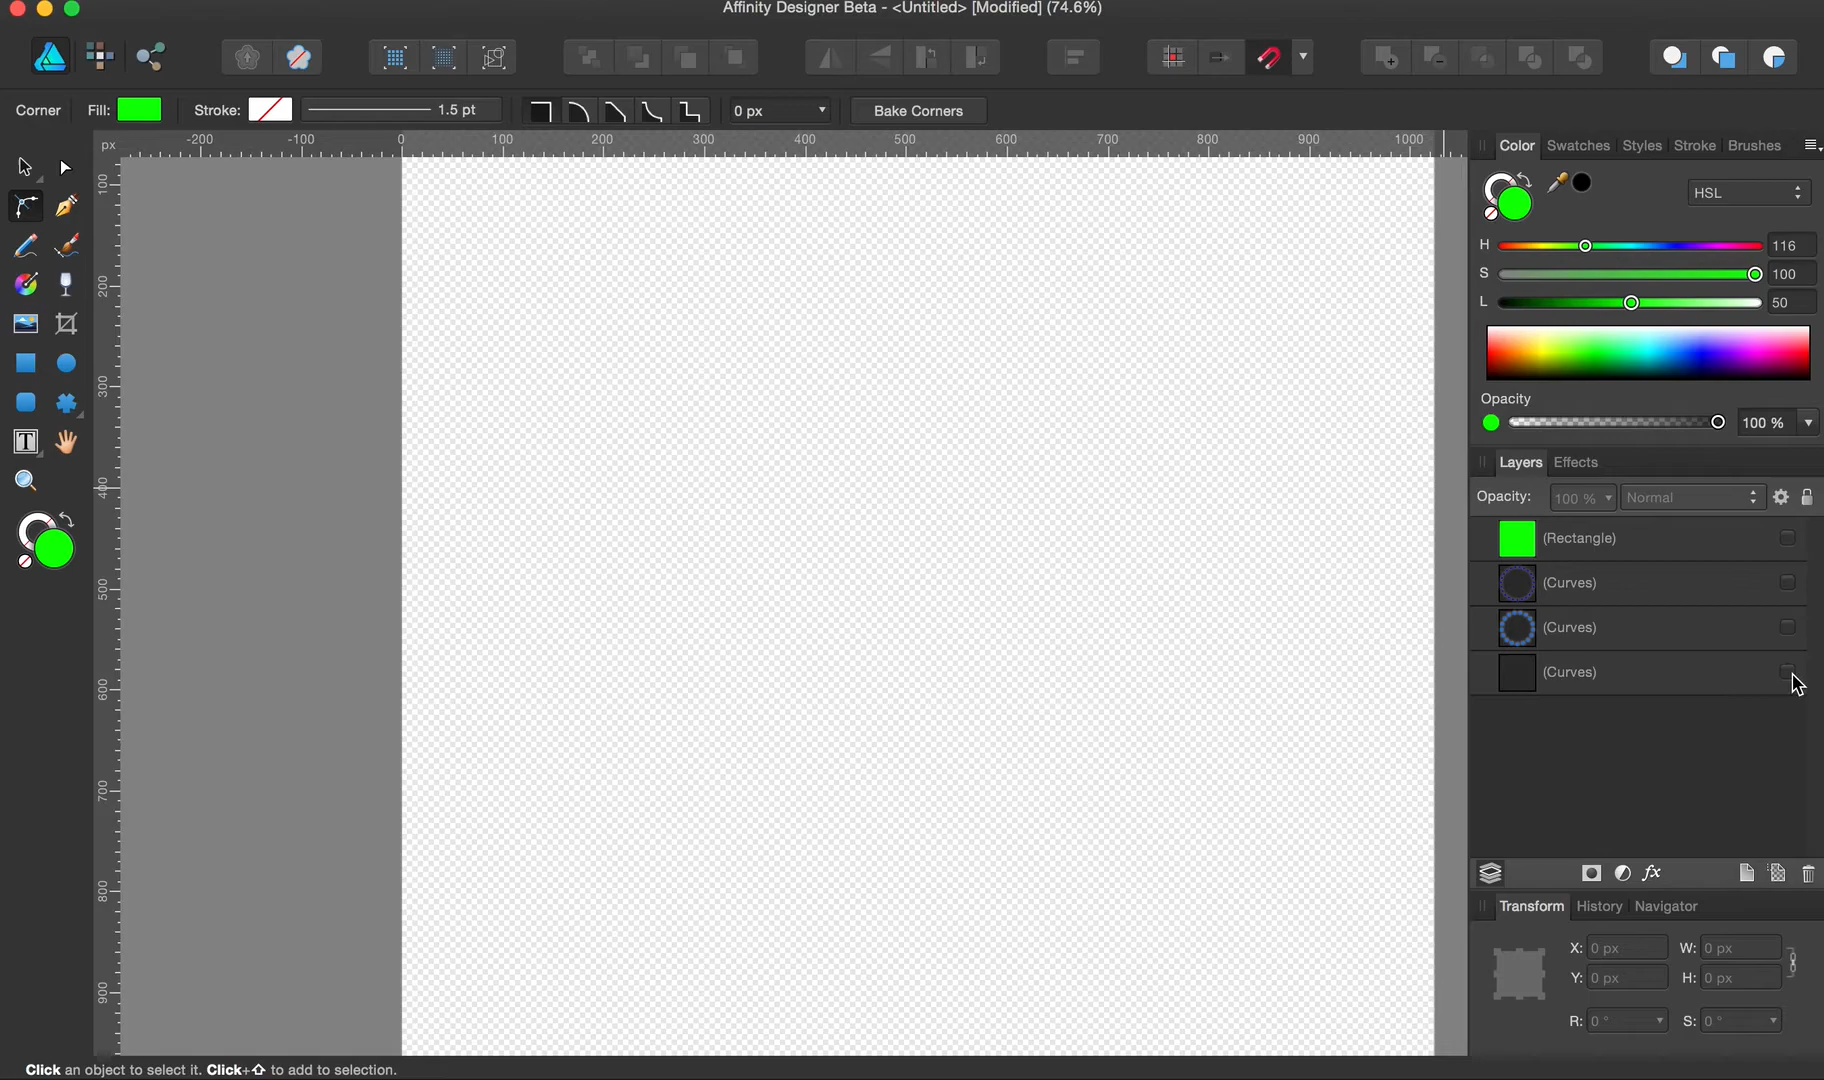 Affinity Designer Beta - <Untitled> [Modified] (74.6%)
Corner
Fill:
Stroke:
1.5 pt
0 px
Bake Corners
px
-200
-100
0
100
200
300
400
500
600
700
800
900
1000
100
200
300
400
500
600
700
800
900
T
Color
Swatches
Styles
Stroke
Brushes
HSL
H
116
S
100
L
50
Opacity
100 %
Layers
Effects
Opacity:
100 %
Normal
(Rectangle)
(Curves)
(Curves)
(Curves)
fx
Transform
History
Navigator
X:
0 px
W:
0 px
Y:
0 px
H:
0 px
R:
0 °
S:
0 °
Click an object to select it. Click+⇧ to add to selection.